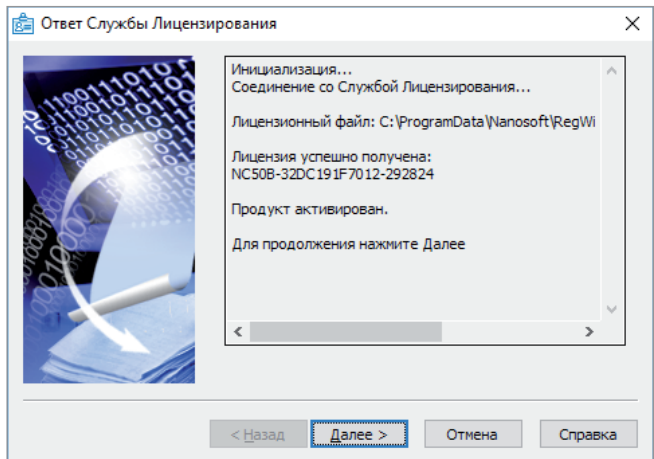 Ответ Службы Лицензирования
Инициализация...
Соединение со Службой Лицензирования...
Лицензионный файл: C:\ProgramData\Nanosoft\RegWi
Лицензия успешно получена:
NC50B-32DC191F7012-292824
Продукт активирован.
Для продолжения нажмите Далее
< Назад
Далее >
Отмена
Справка